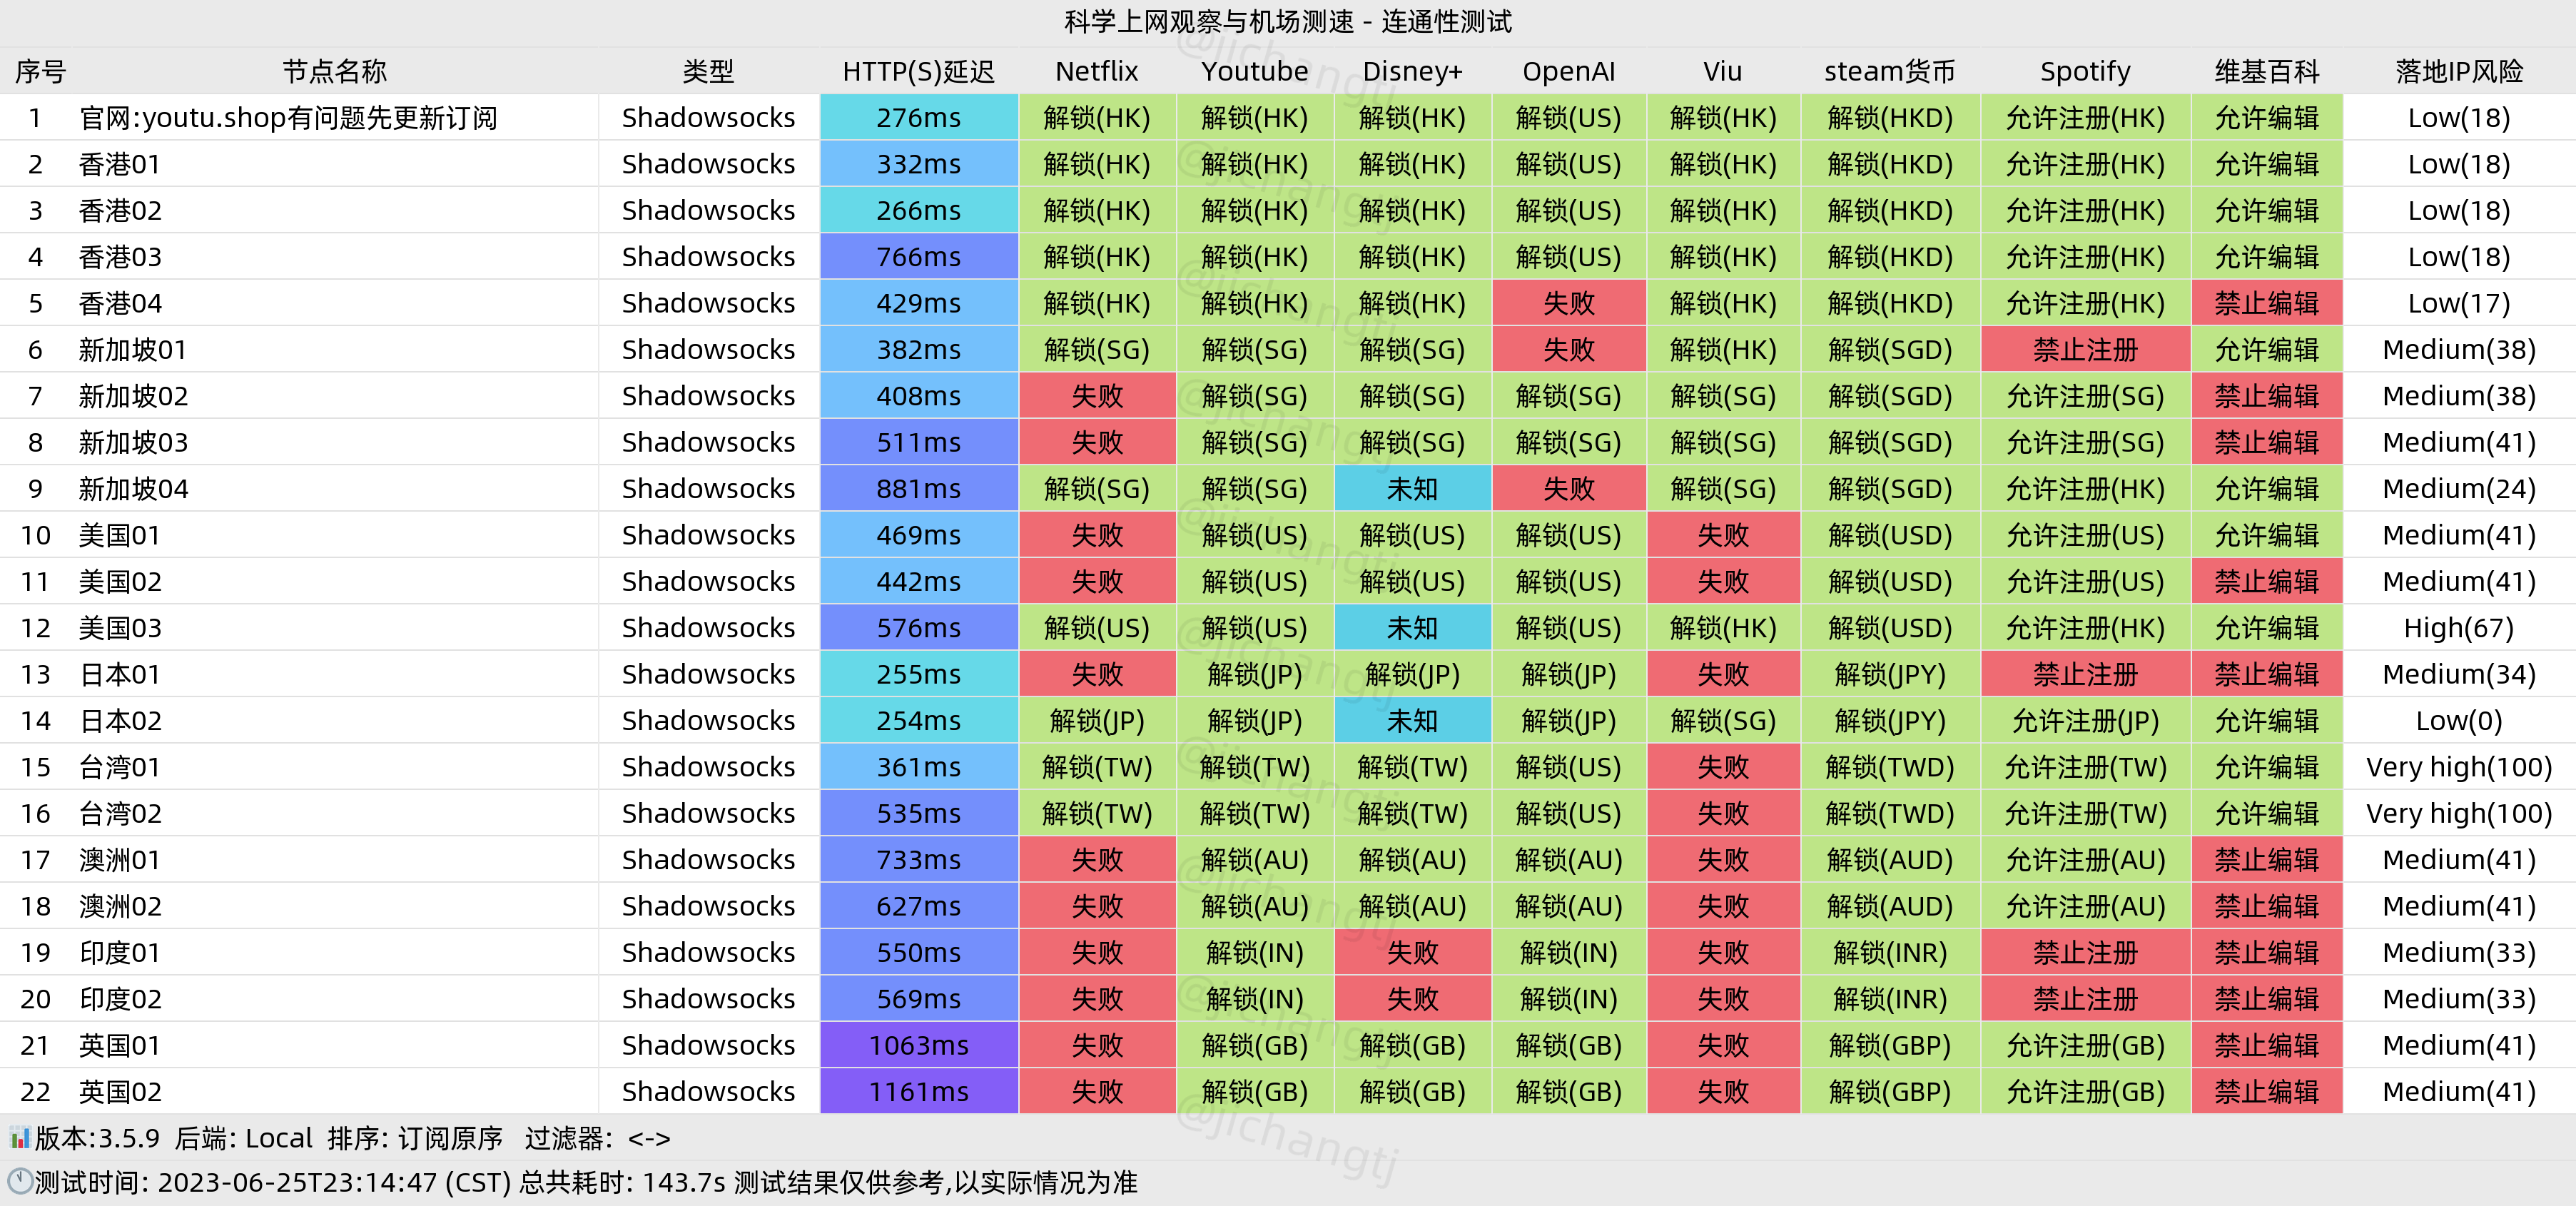 科学上网观察与机场测速 - 连通性测试
序号 节点名称 类型 HTTP(S)延迟 Netflix Youtube Disney+ OpenAI Viu steam货币 Spotify 维基百科 落地IP风险
1 官网:youtu.shop有问题先更新订阅 Shadowsocks 276ms 解锁(HK) 解锁(HK) 解锁(HK) 解锁(US) 解锁(HK) 解锁(HKD) 允许注册(HK) 允许编辑 Low(18)
2 香港01 Shadowsocks 332ms 解锁(HK) 解锁(HK) 解锁(HK) 解锁(US) 解锁(HK) 解锁(HKD) 允许注册(HK) 允许编辑 Low(18)
3 香港02 Shadowsocks 266ms 解锁(HK) 解锁(HK) 解锁(HK) 解锁(US) 解锁(HK) 解锁(HKD) 允许注册(HK) 允许编辑 Low(18)
4 香港03 Shadowsocks 766ms 解锁(HK) 解锁(HK) 解锁(HK) 解锁(US) 解锁(HK) 解锁(HKD) 允许注册(HK) 允许编辑 Low(18)
5 香港04 Shadowsocks 429ms 解锁(HK) 解锁(HK) 解锁(HK) 失败 解锁(HK) 解锁(HKD) 允许注册(HK) 禁止编辑 Low(17)
6 新加坡01 Shadowsocks 382ms 解锁(SG) 解锁(SG) 解锁(SG) 失败 解锁(HK) 解锁(SGD) 禁止注册 允许编辑 Medium(38)
7 新加坡02 Shadowsocks 408ms 失败 解锁(SG) 解锁(SG) 解锁(SG) 解锁(SG) 解锁(SGD) 允许注册(SG) 禁止编辑 Medium(38)
8 新加坡03 Shadowsocks 511ms 失败 解锁(SG) 解锁(SG) 解锁(SG) 解锁(SG) 解锁(SGD) 允许注册(SG) 禁止编辑 Medium(41)
9 新加坡04 Shadowsocks 881ms 解锁(SG) 解锁(SG) 未知 失败 解锁(SG) 解锁(SGD) 允许注册(HK) 允许编辑 Medium(24)
10 美国01 Shadowsocks 469ms 失败 解锁(US) 解锁(US) 解锁(US) 失败 解锁(USD) 允许注册(US) 允许编辑 Medium(41)
11 美国02 Shadowsocks 442ms 失败 解锁(US) 解锁(US) 解锁(US) 失败 解锁(USD) 允许注册(US) 禁止编辑 Medium(41)
12 美国03 Shadowsocks 576ms 解锁(US) 解锁(US) 未知 解锁(US) 解锁(HK) 解锁(USD) 允许注册(HK) 允许编辑 High(67)
13 日本01 Shadowsocks 255ms 失败 解锁(JP) 解锁(JP) 解锁(JP) 失败 解锁(JPY) 禁止注册 禁止编辑 Medium(34)
14 日本02 Shadowsocks 254ms 解锁(JP) 解锁(JP) 未知 解锁(JP) 解锁(SG) 解锁(JPY) 允许注册(JP) 允许编辑 Low(0)
15 台湾01 Shadowsocks 361ms 解锁(TW) 解锁(TW) 解锁(TW) 解锁(US) 失败 解锁(TWD) 允许注册(TW) 允许编辑 Very high(100)
16 台湾02 Shadowsocks 535ms 解锁(TW) 解锁(TW) 解锁(TW) 解锁(US) 失败 解锁(TWD) 允许注册(TW) 允许编辑 Very high(100)
17 澳洲01 Shadowsocks 733ms 失败 解锁(AU) 解锁(AU) 解锁(AU) 失败 解锁(AUD) 允许注册(AU) 禁止编辑 Medium(41)
18 澳洲02 Shadowsocks 627ms 失败 解锁(AU) 解锁(AU) 解锁(AU) 失败 解锁(AUD) 允许注册(AU) 禁止编辑 Medium(41)
19 印度01 Shadowsocks 550ms 失败 解锁(IN) 失败 解锁(IN) 失败 解锁(INR) 禁止注册 禁止编辑 Medium(33)
20 印度02 Shadowsocks 569ms 失败 解锁(IN) 失败 解锁(IN) 失败 解锁(INR) 禁止注册 禁止编辑 Medium(33)
21 英国01 Shadowsocks 1063ms 失败 解锁(GB) 解锁(GB) 解锁(GB) 失败 解锁(GBP) 允许注册(GB) 禁止编辑 Medium(41)
22 英国02 Shadowsocks 1161ms 失败 解锁(GB) 解锁(GB) 解锁(GB) 失败 解锁(GBP) 允许注册(GB) 禁止编辑 Medium(41)
版本:3.5.9 后端: Local 排序: 订阅原序 过滤器: <->
测试时间: 2023-06-25T23:14:47 (CST) 总共耗时: 143.7s 测试结果仅供参考,以实际情况为准
@jichangtj
@jichangtj
@jichangtj
@jichangtj
@jichangtj
@jichangtj
@jichangtj
@jichangtj
@jichangtj
@jichangtj